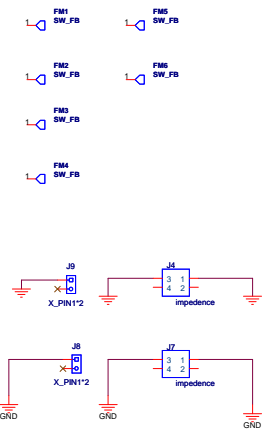 FM1
1 SW_FB
FM5
1 SW_FB
FM2
1 SW_FB
FM6
1 SW_FB
FM3
1 SW_FB
FM4
1 SW_FB
J9
X_PIN1*2
J4
3 1
4 2
impedence
J8
X_PIN1*2
GND
J7
3 1
4 2
impedence
GND
GND